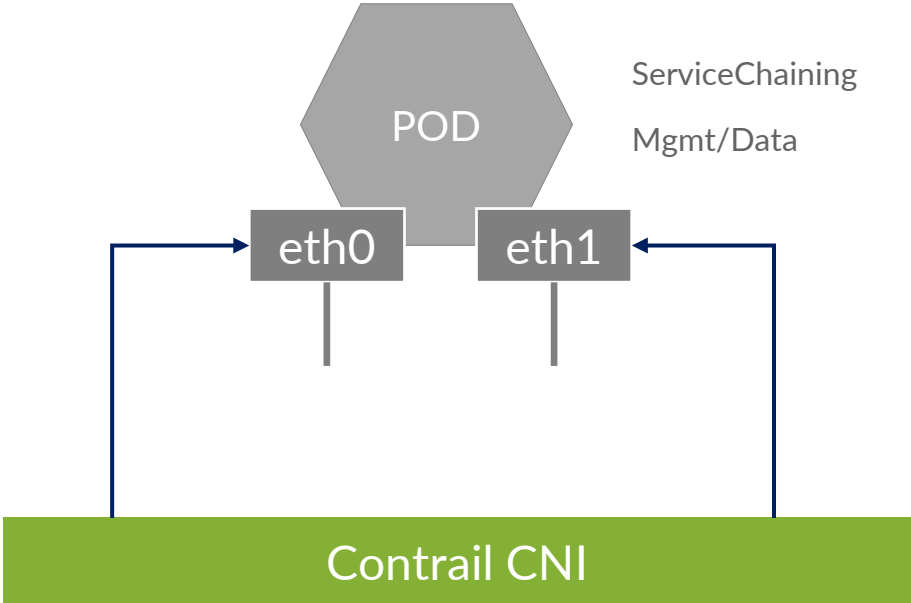 ServiceChaining
POD
Mgmt/Data
eth0
eth1
Contrail CNI